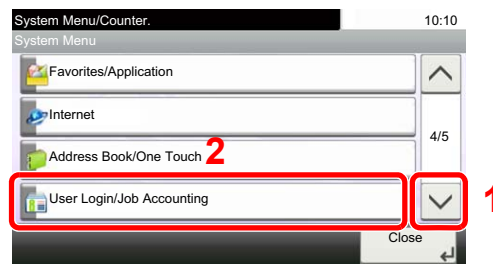 System Menu/Counter. 10:10
System Menu
Favorites/Application
Internet
4/5
Address Book/One Touch 2
User Login/Job Accounting
1
Close